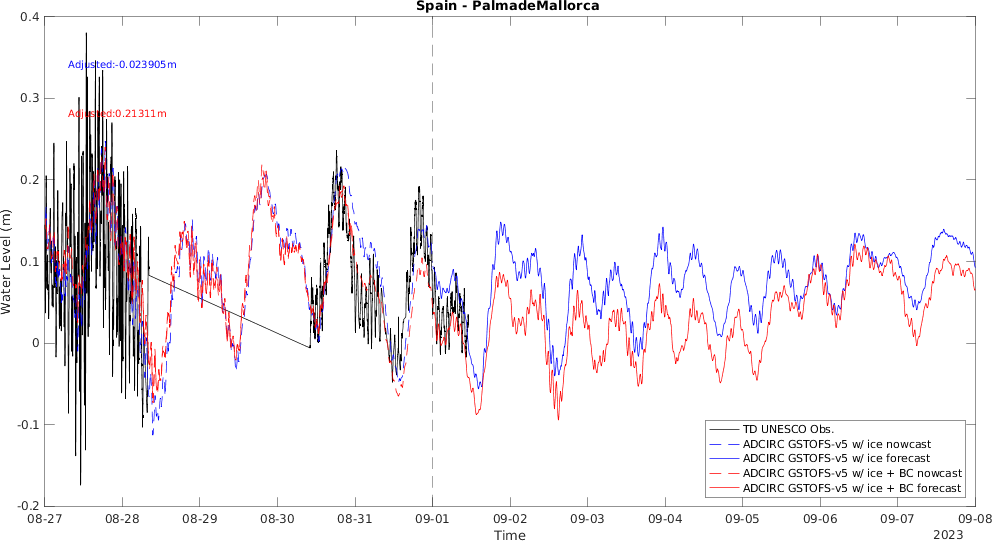 Spain - PalmadeMallorca
Adjusted:-0.023905m
Adjusted:0.21311m
Water Level (m)
0.4
0.3
0.2
0.1
0
-0.1
-0.2
TD UNESCO Obs.
ADCIRC GSTOFS-v5 w/ ice nowcast
ADCIRC GSTOFS-v5 w/ ice forecast
ADCIRC GSTOFS-v5 w/ ice + BC nowcast
ADCIRC GSTOFS-v5 w/ ice + BC forecast
08-27 08-28 08-29 08-30 08-31 09-01 09-02 09-03 09-04 09-05 09-06 09-07 09-08
Time
2023